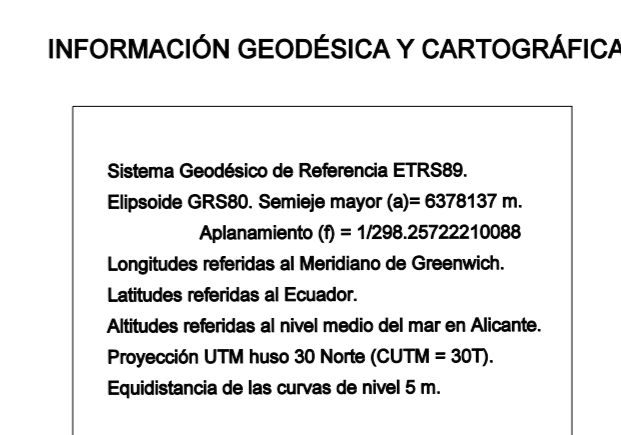 INFORMACIÓN GEODÉSICA Y CARTOGRÁFICA
Sistema Geodésico de Referencia ETRS89.
Elipsoide GRS80. Semieje mayor (a)= 6378137 m.
Aplanamiento (f) = 1/298.25722210088
Longitudes referidas al Meridiano de Greenwich.
Latitudes referidas al Ecuador.
Altitudes referidas al nivel medio del mar en Alicante.
Proyección UTM huso 30 Norte (CUTM = 30T).
Equidistancia de las curvas de nivel 5 m.